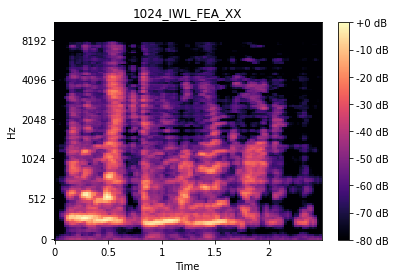 1024_IWL_FEA_XX
+0 dB
8192
-10 dB
4096
-20 dB
-30 dB
2048
Hz
-40 dB
1024
-50 dB
512
-60 dB
-70 dB
0
-80 dB
0 0.5 1 1.5 2
Time